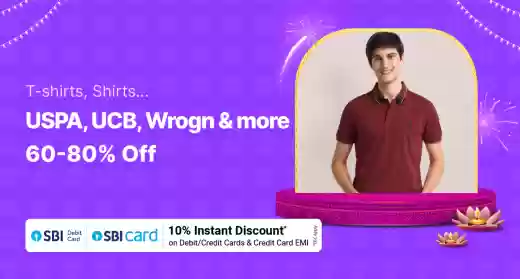 T-shirts, Shirts...
USPA, UCB, Wrogn & more
60-80% Off
SBI Debit Card
SBI card
10% Instant Discount*
on Debit/Credit Cards & Credit Card EMI
*T&C Apply